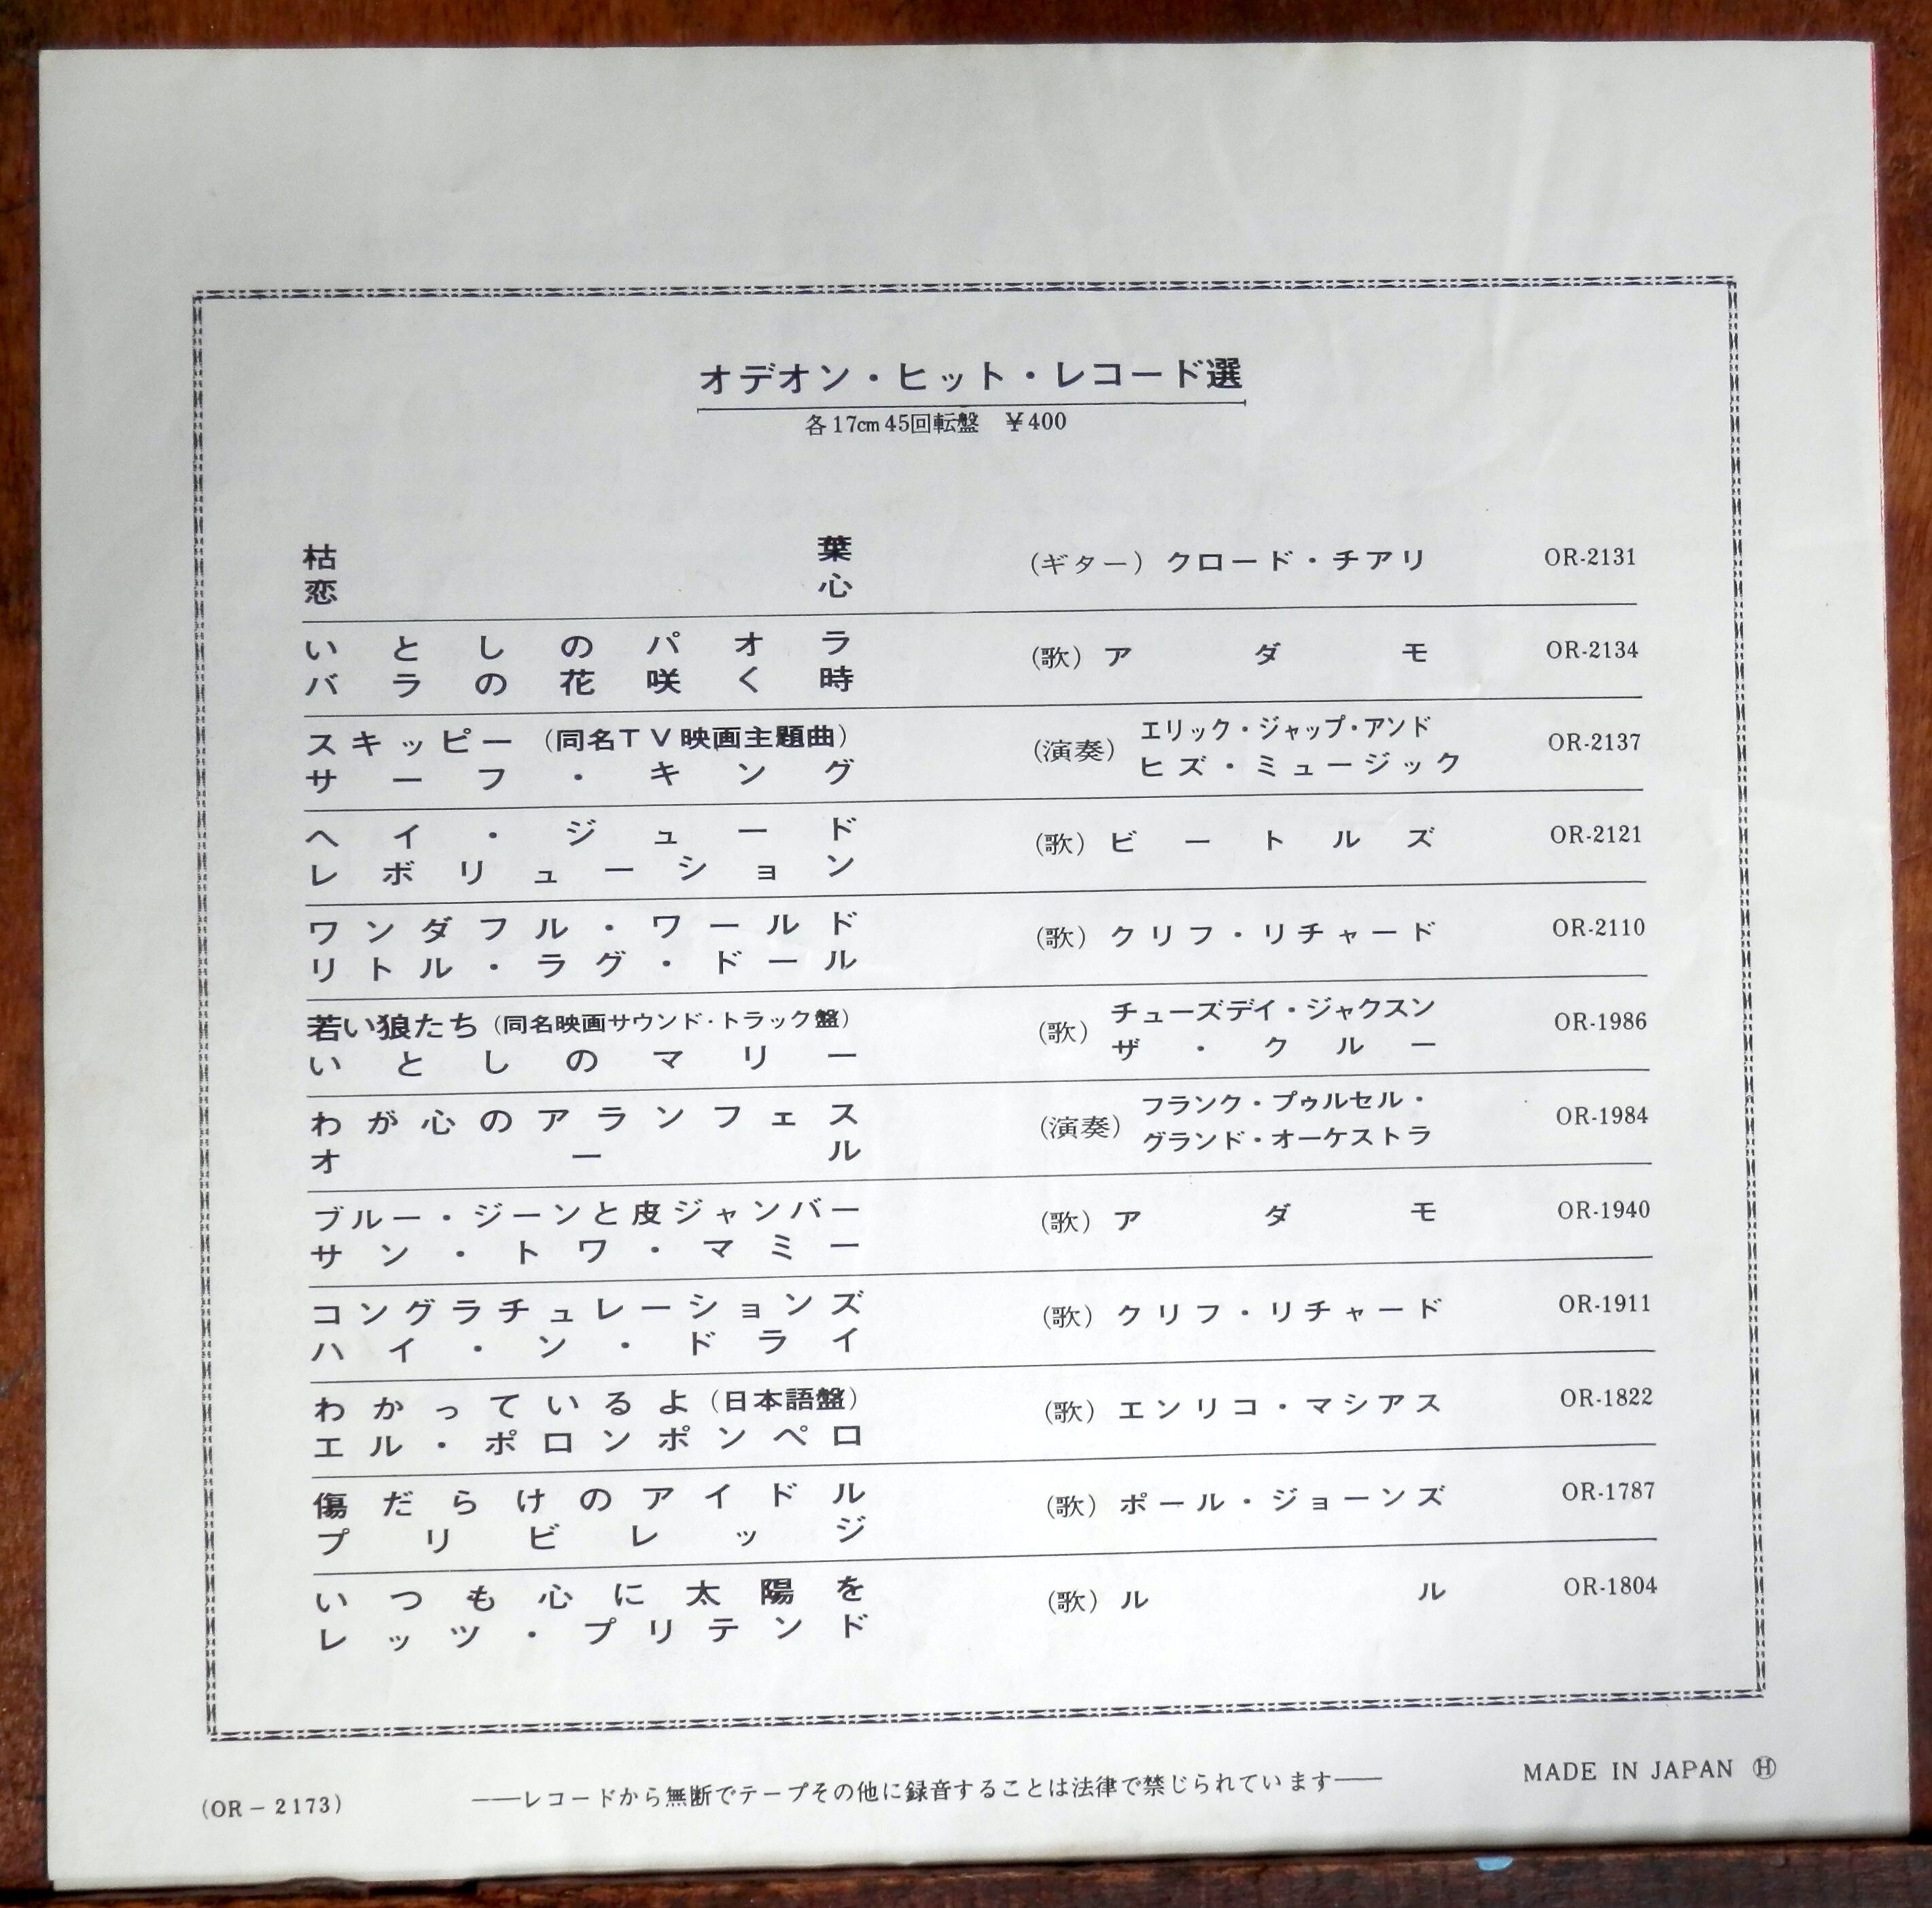 オデオン・ヒット・レコード選
各17cm45回転盤 ¥400
枯葉
恋心
(ギター) クロード・チアリ OR-2131
いとしのパオラ
バラの花咲く時
(歌) アダモ OR-2134
スキッピー (同名TV映画主題曲)
サーフ・キング
(演奏) エリック・ジャップ・アンド
ヒズ・ミュージック
OR-2137
ヘイ・ジュード
レボリューション
(歌) ビートルズ OR-2121
ワンダフル・ワールド
リトル・ラグ・ドール
(歌) クリフ・リチャード OR-2110
若い狼たち (同名映画サウンド・トラック盤)
いとしのマリー
(歌) チューズデイ・ジャクスン
ザ・クルー
OR-1986
わが心のアランフェス
オール
(演奏) フランク・プゥルセル・
グランド・オーケストラ
OR-1984
ブルー・ジーンと皮ジャンバー
サン・トワ・マミー
(歌) アダモ OR-1940
コングラチュレーションズ
ハイ・ン・ドライ
(歌) クリフ・リチャード OR-1911
わかっているよ (日本語盤)
エル・ポロンポンペロ
(歌) エンリコ・マシアス OR-1822
傷だらけのアイドル
プリビレッジ
(歌) ポール・ジョーンズ OR-1787
いつも心に太陽を
レッツ・プリテンド
(歌) ルル OR-1804
(OR-2173)
——レコードから無断でテープその他に録音することは法律で禁じられています——
MADE IN JAPAN Ⓗ